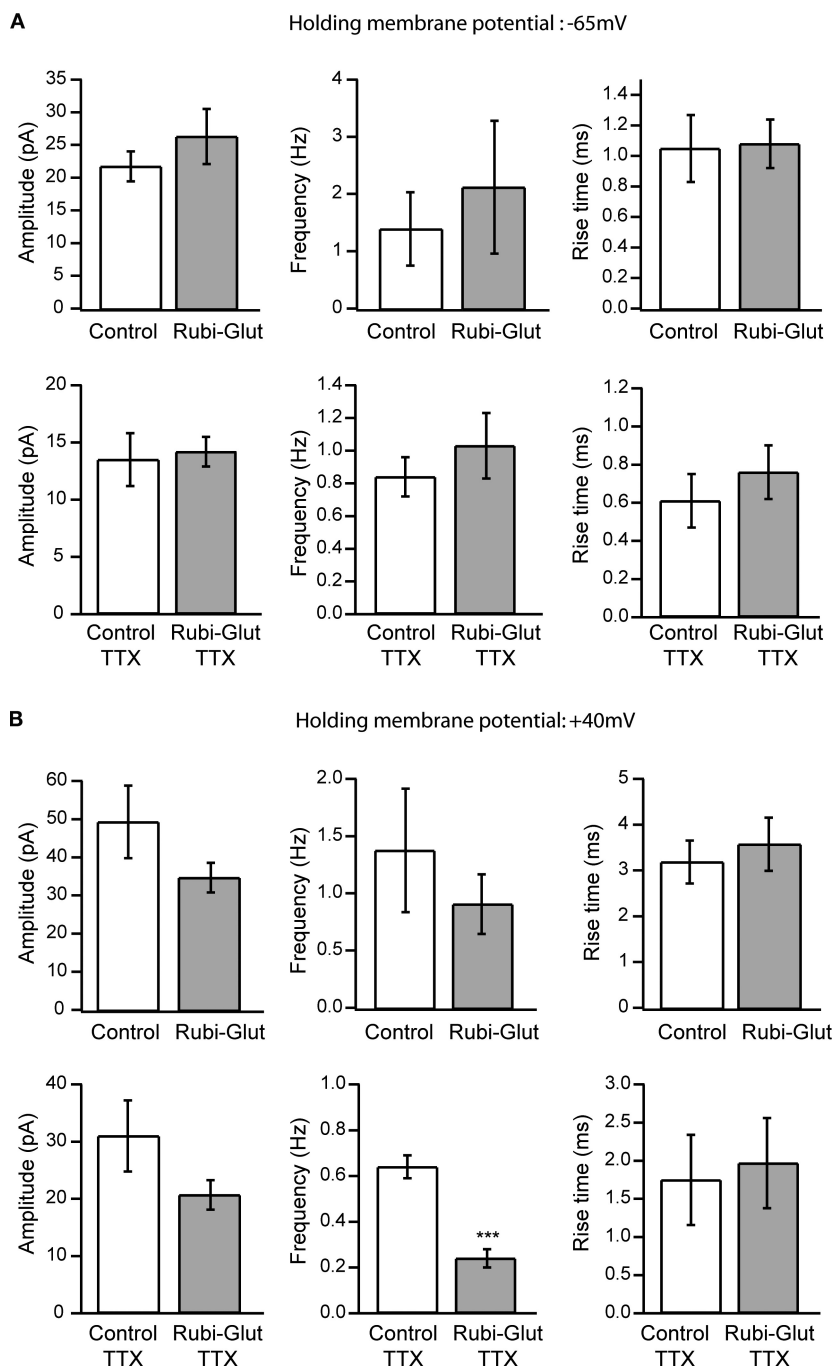 A
Holding membrane potential : -65mV
Amplitude (pA)
35
30
25
20
15
10
5
0
Control Rubi-Glut
Frequency (Hz)
4
3
2
1
0
Control Rubi-Glut
Rise time (ms)
1.4
1.2
1.0
0.8
0.6
0.4
0.2
0.0
Control Rubi-Glut
Amplitude (pA)
20
15
10
5
0
Control Rubi-Glut
TTX TTX
Frequency (Hz)
1.4
1.2
1.0
0.8
0.6
0.4
0.2
0.0
Control Rubi-Glut
TTX TTX
Rise time (ms)
1.2
1.0
0.8
0.6
0.4
0.2
0.0
Control Rubi-Glut
TTX TTX
B
Holding membrane potential: +40mV
Amplitude (pA)
60
50
40
30
20
10
0
Control Rubi-Glut
Frequency (Hz)
2.0
1.5
1.0
0.5
0.0
Control Rubi-Glut
Rise time (ms)
5
4
3
2
1
0
Control Rubi-Glut
Amplitude (pA)
40
30
20
10
0
Control Rubi-Glut
TTX TTX
Frequency (Hz)
1.0
0.8
0.6
0.4
0.2
0.0
***
Control Rubi-Glut
TTX TTX
Rise time (ms)
3.0
2.5
2.0
1.5
1.0
0.5
0.0
Control Rubi-Glut
TTX TTX